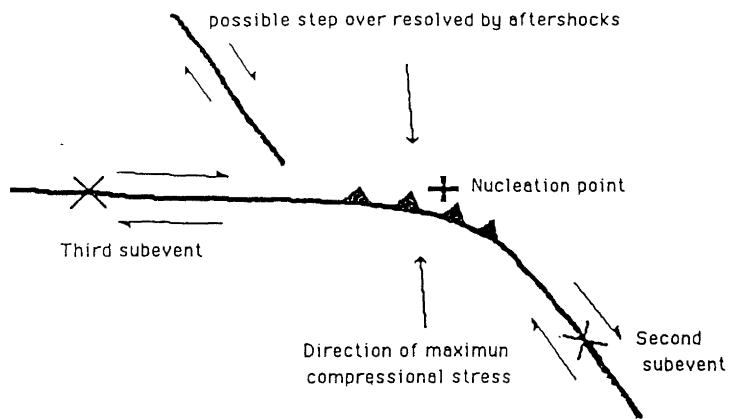 possible step over resolved by aftershocks
Nucleation point
Third subevent
Second
subevent
Direction of maximun
compressional stress